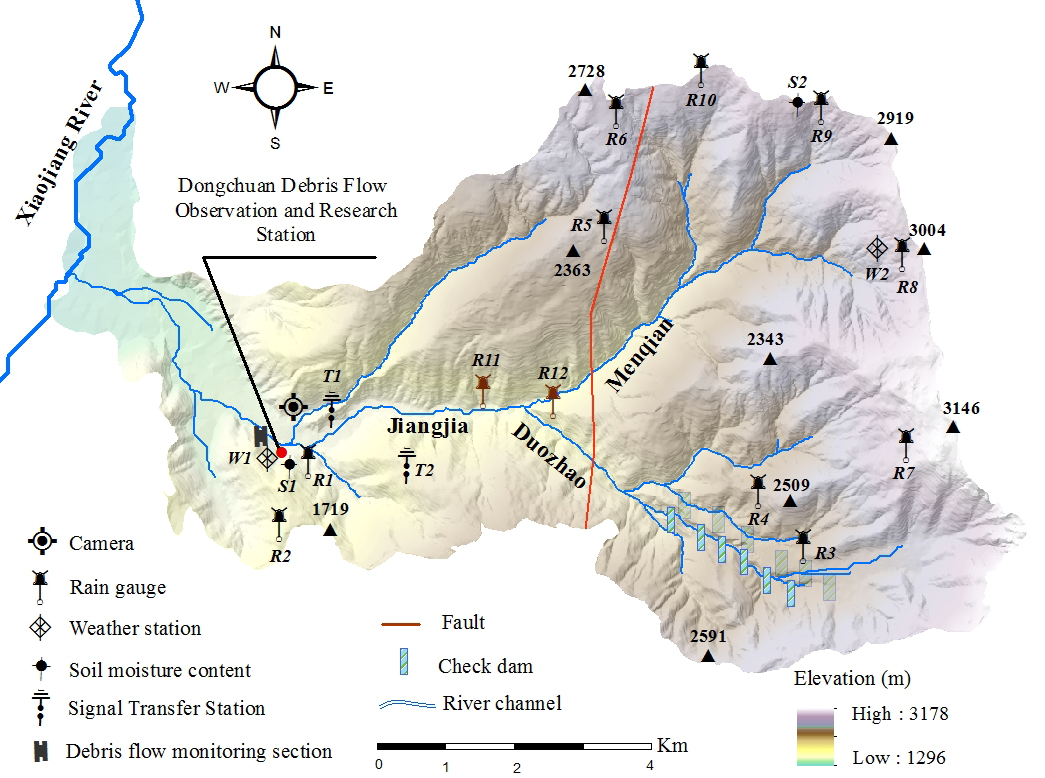 N
W
E
S
Xiaojiang River
Dongchuan Debris Flow
Observation and Research
Station
2728
R6
R10
S2
R9
2919
R5
2363
3004
W2
R8
Menqian
2343
R11
R12
T1
Jiangjia
Duozhao
3146
R7
W1
S1
R1
T2
1719
R2
2509
R4
R3
2591
Camera
Rain gauge
Weather station
Soil moisture content
Signal Transfer Station
Debris flow monitoring section
Fault
Check dam
River channel
Km
0
1
2
4
Elevation (m)
High : 3178
Low : 1296